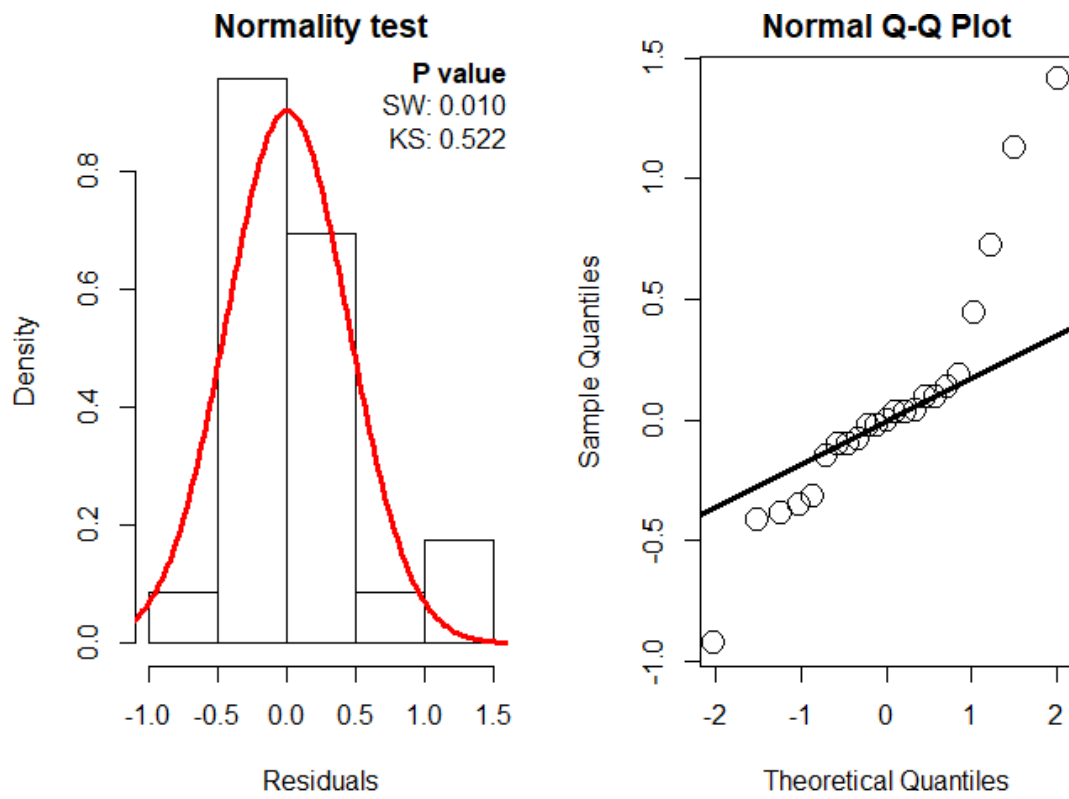 Normality test
P value
SW: 0.010
KS: 0.522
Density
0.0
0.2
0.4
0.6
0.8
-1.0 -0.5 0.0 0.5 1.0 1.5
Residuals
Normal Q-Q Plot
Sample Quantiles
-1.0
-0.5
0.0
0.5
1.0
1.5
-2 -1 0 1 2
Theoretical Quantiles